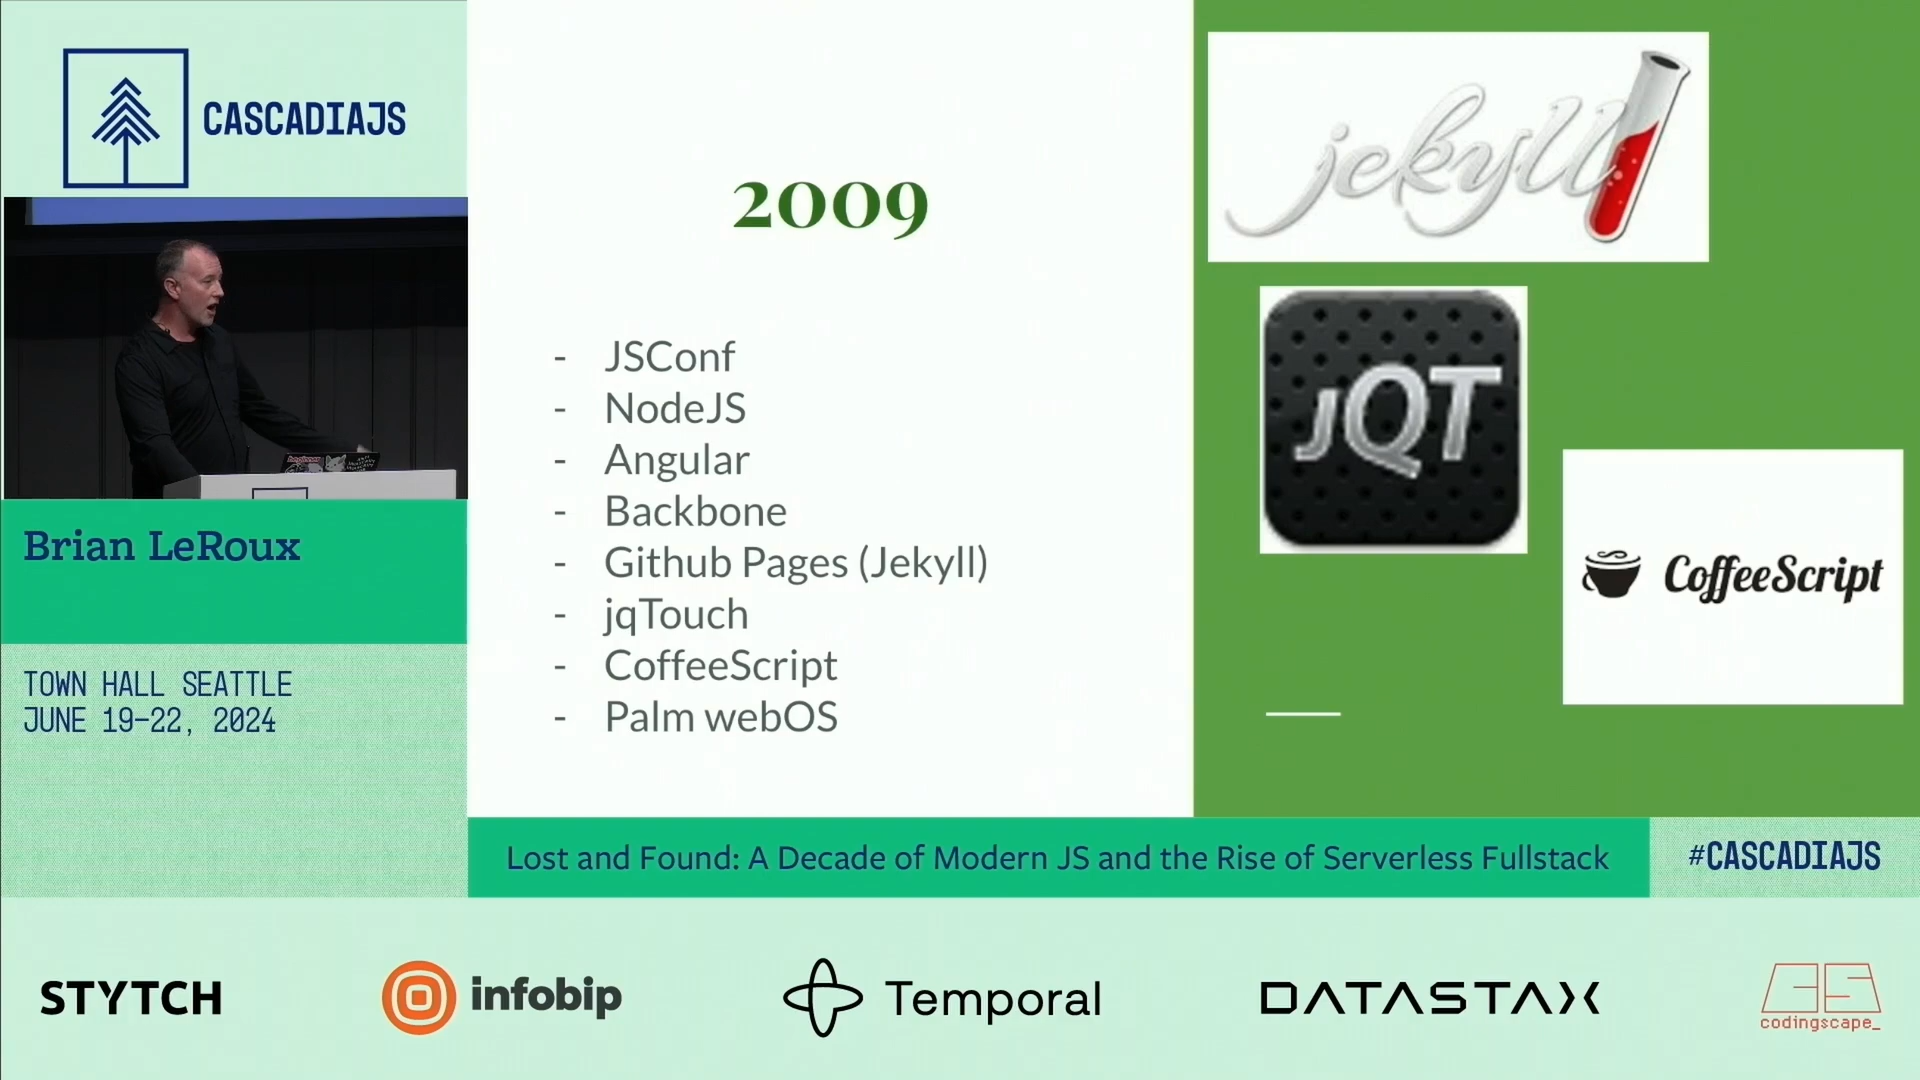 CASCADIAJS
2009
- JSConf
- NodeJS
- Angular
- Backbone
- Github Pages (Jekyll)
- jqTouch
- CoffeeScript
- Palm webOS
jekyll
jQT
CoffeeScript
Brian LeRoux
TOWN HALL SEATTLE
JUNE 19-22, 2024
Lost and Found: A Decade of Modern JS and the Rise of Serverless Fullstack
#CASCADIAJS
STYTCH
infobip
Temporal
DATASTAX
CS
codingscape_